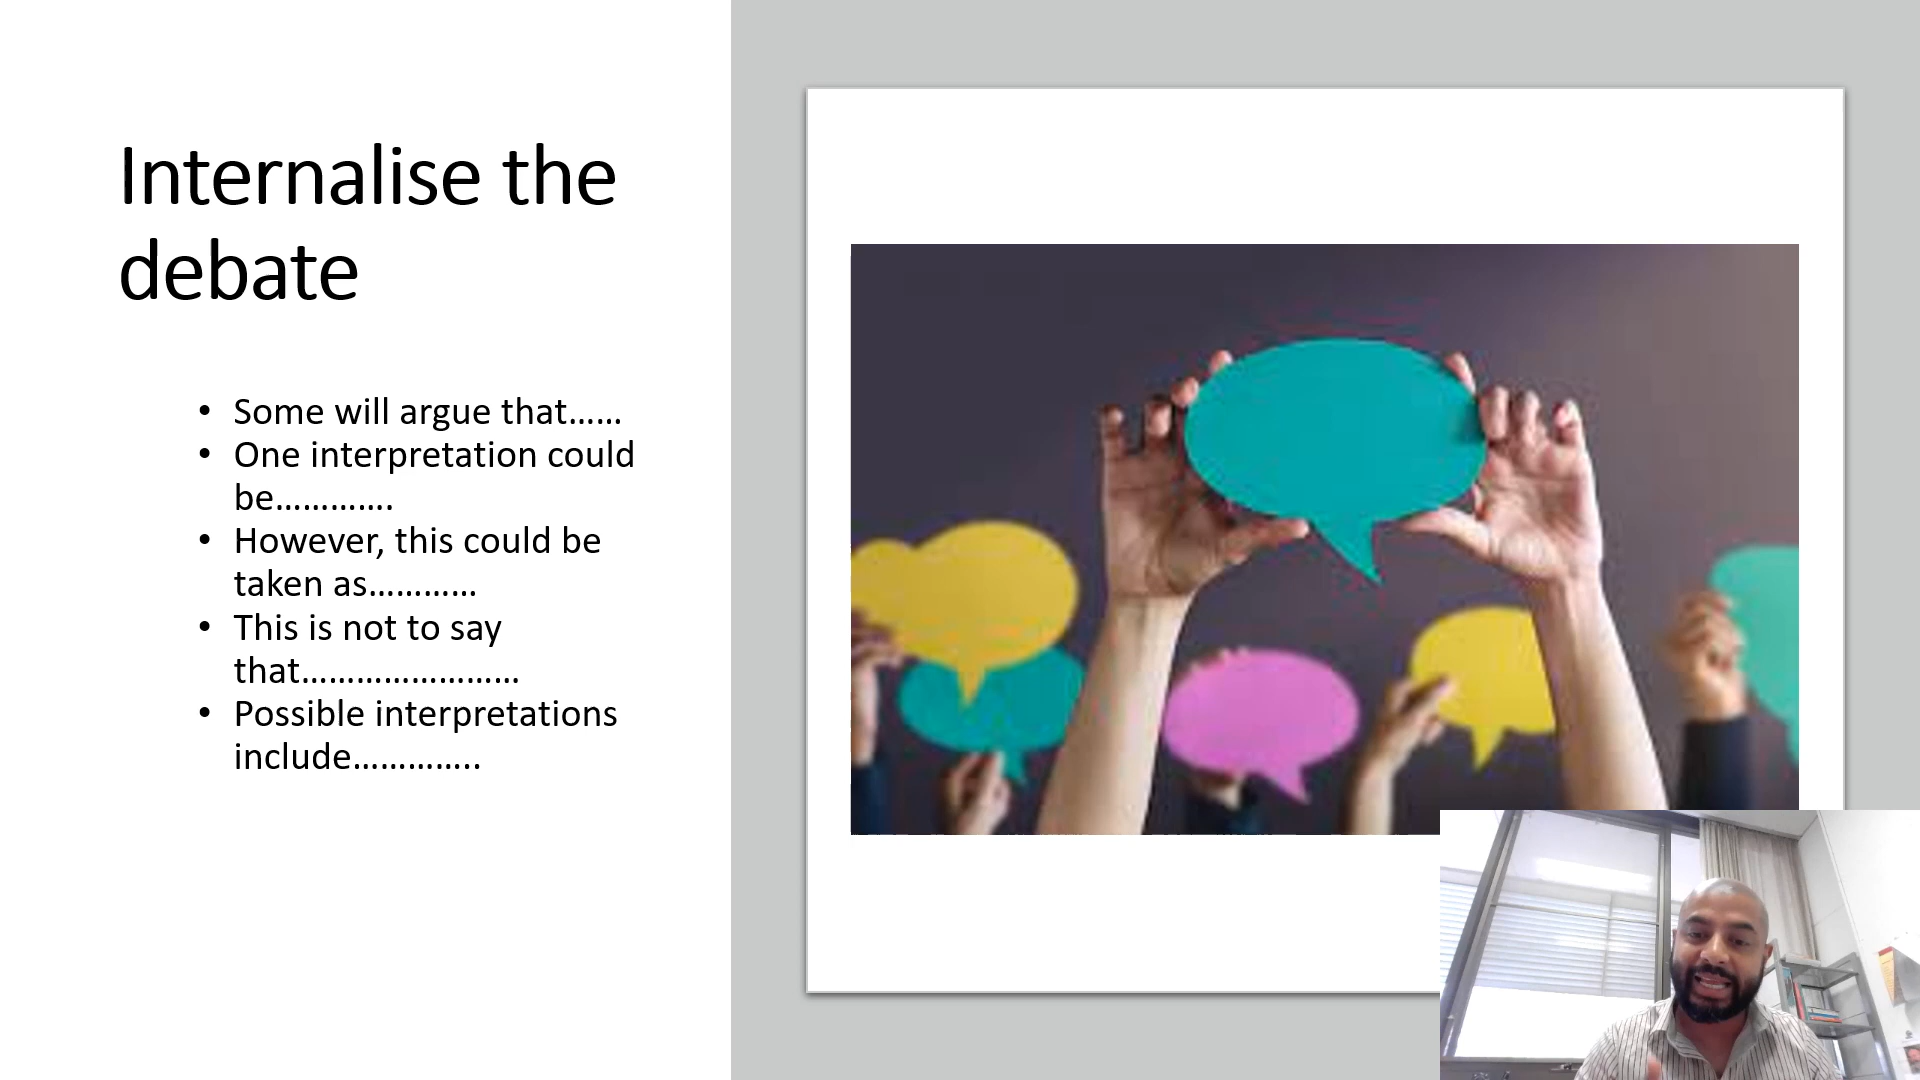 Internalise the
debate
• Some will argue that……
• One interpretation could
be………….
• However, this could be
taken as…………
• This is not to say
that……………………
• Possible interpretations
include…………..